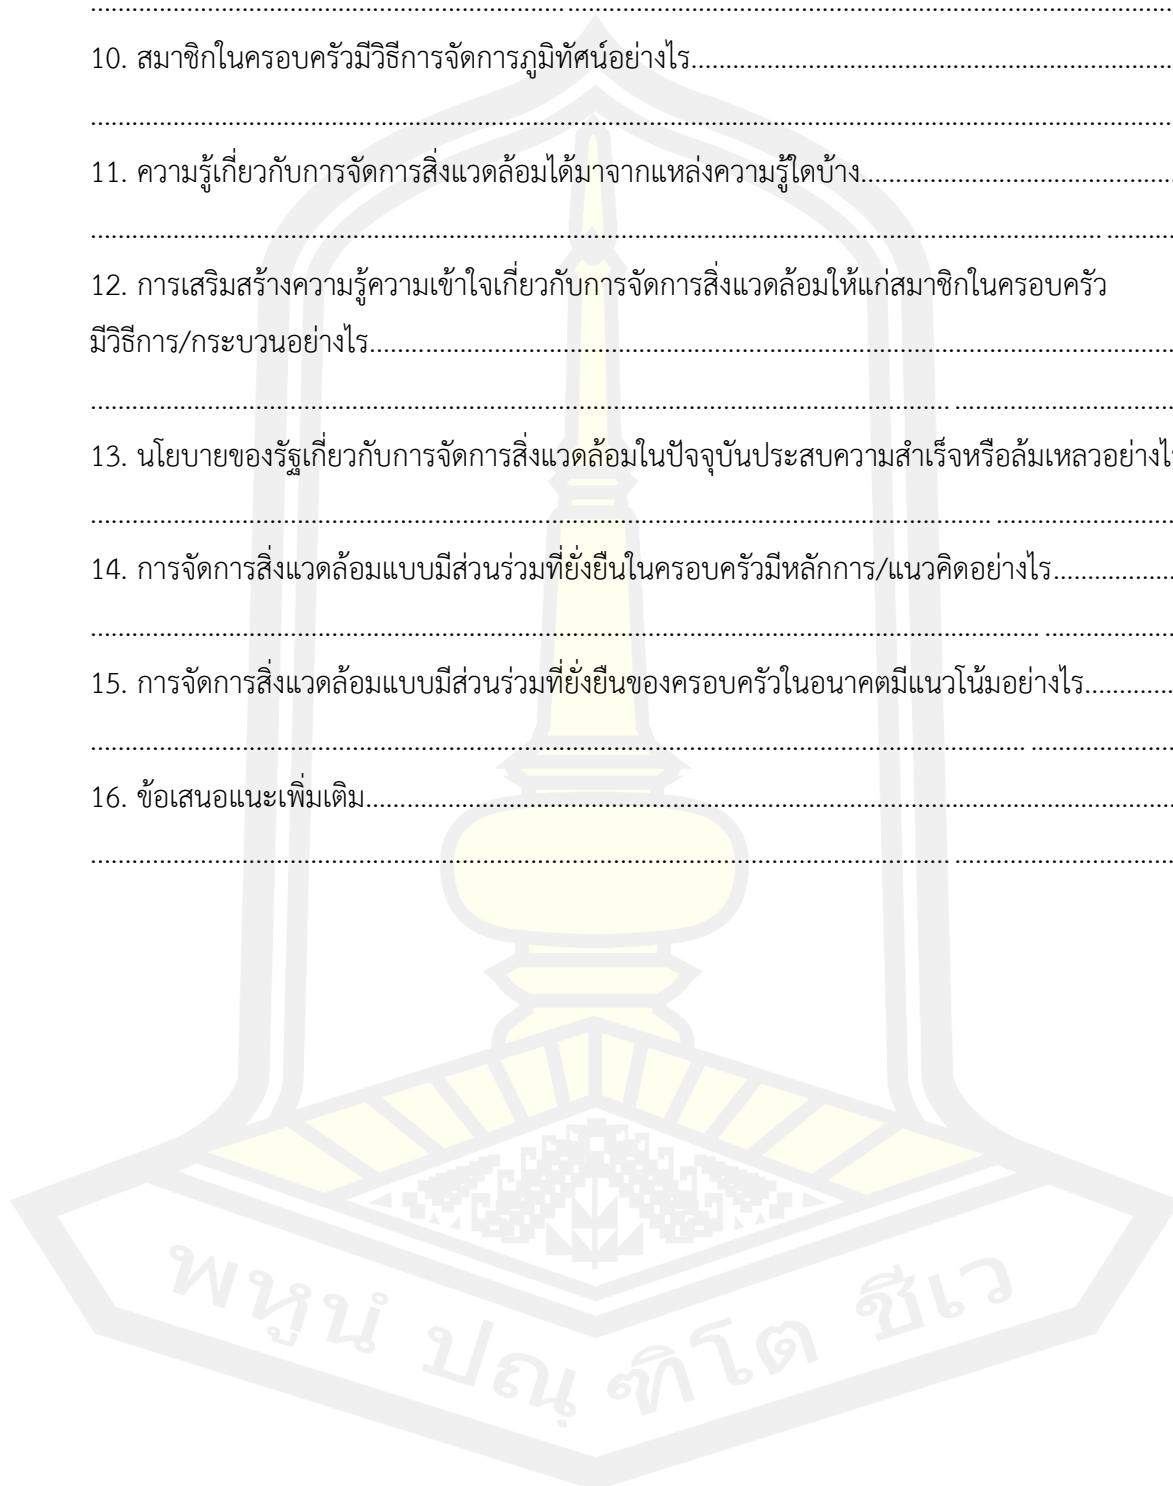 ....................................................................................................................................
10. สมาชิกในครอบครัวมีวิธีการจัดการภูมิทัศน์อย่างไร..........................................................
....................................................................................................................................
11. ความรู้เกี่ยวกับการจัดการสิ่งแวดล้อมได้มาจากแหล่งความรู้ใดบ้าง......................................
....................................................................................................................................
12. การเสริมสร้างความรู้ความเข้าใจเกี่ยวกับการจัดการสิ่งแวดล้อมให้แก่สมาชิกในครอบครัว
มีวิธีการ/กระบวนอย่างไร....................................................................................................
....................................................................................................................................
13. นโยบายของรัฐเกี่ยวกับการจัดการสิ่งแวดล้อมในปัจจุบันประสบความสำเร็จหรือล้มเหลวอย่างไร
....................................................................................................................................
14. การจัดการสิ่งแวดล้อมแบบมีส่วนร่วมที่ยั่งยืนในครอบครัวมีหลักการ/แนวคิดอย่างไร.................
....................................................................................................................................
15. การจัดการสิ่งแวดล้อมแบบมีส่วนร่วมที่ยั่งยืนของครอบครัวในอนาคตมีแนวโน้มอย่างไร.............
....................................................................................................................................
16. ข้อเสนอแนะเพิ่มเติม.....................................................................................................
....................................................................................................................................
พหูนํ ปณฺฑิโต ชีเว